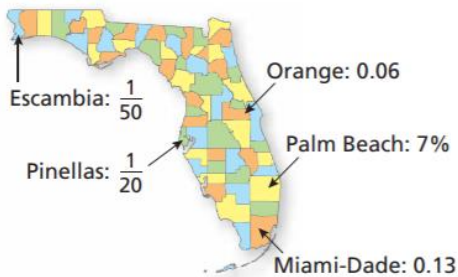 Orange: 0.06
Escambia: 1/50
Palm Beach: 7%
Pinellas: 1/20
Miami-Dade: 0.13